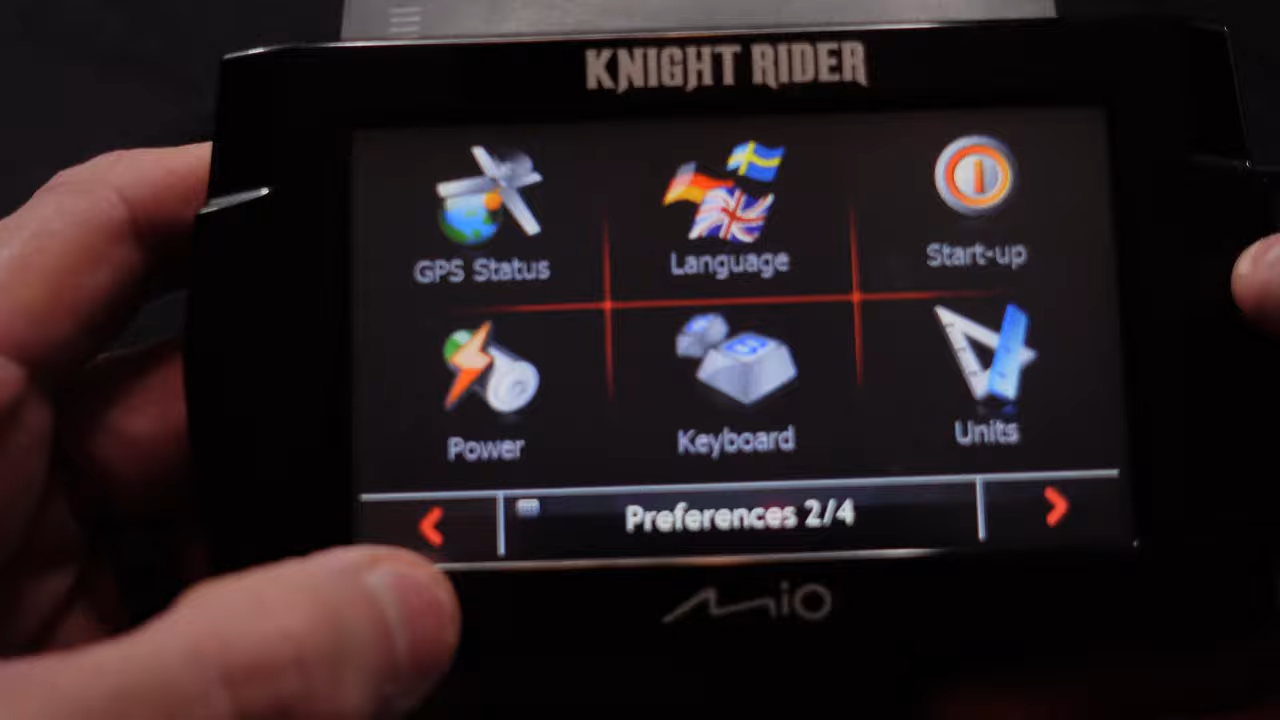 KNIGHT RIDER
GPS Status
Language
Start-up
Power
Keyboard
Units
Preferences 2/4
Mio